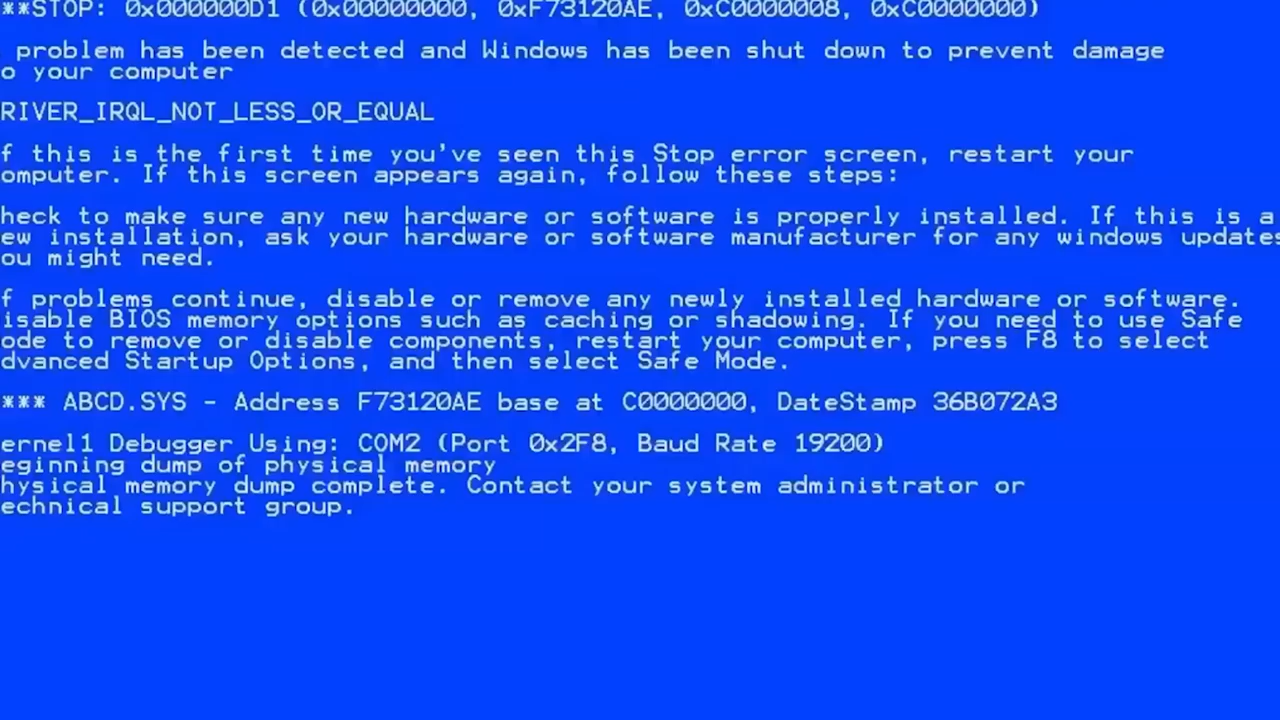 **STOP: 0x000000D1 (0x00000000, 0xF73120AE, 0xC0000008, 0xC0000000)
problem has been detected and Windows has been shut down to prevent damage
o your computer
RIVER_IRQL_NOT_LESS_OR_EQUAL
f this is the first time you've seen this Stop error screen, restart your
omputer. If this screen appears again, follow these steps:
heck to make sure any new hardware or software is properly installed. If this is a
ew installation, ask your hardware or software manufacturer for any windows updates
ou might need.
f problems continue, disable or remove any newly installed hardware or software.
isable BIOS memory options such as caching or shadowing. If you need to use Safe
ode to remove or disable components, restart your computer, press F8 to select
dvanced Startup Options, and then select Safe Mode.
*** ABCD.SYS - Address F73120AE base at C0000000, DateStamp 36B072A3
ernel1 Debugger Using: COM2 (Port 0x2F8, Baud Rate 19200)
eginning dump of physical memory
hysical memory dump complete. Contact your system administrator or
echnical support group.